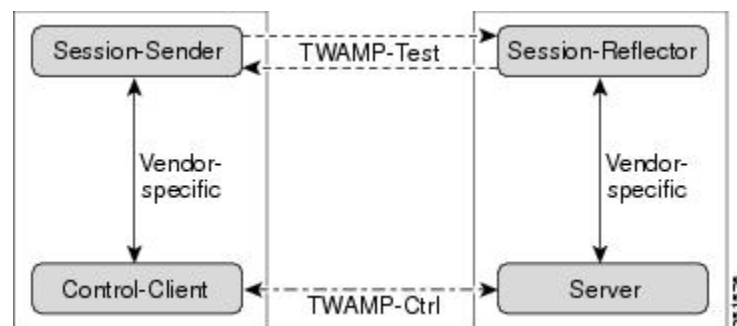 Session-Sender
TWAMP-Test
Session-Reflector
Vendor-
specific
Vendor-
specific
Control-Client
TWAMP-Ctrl
Server